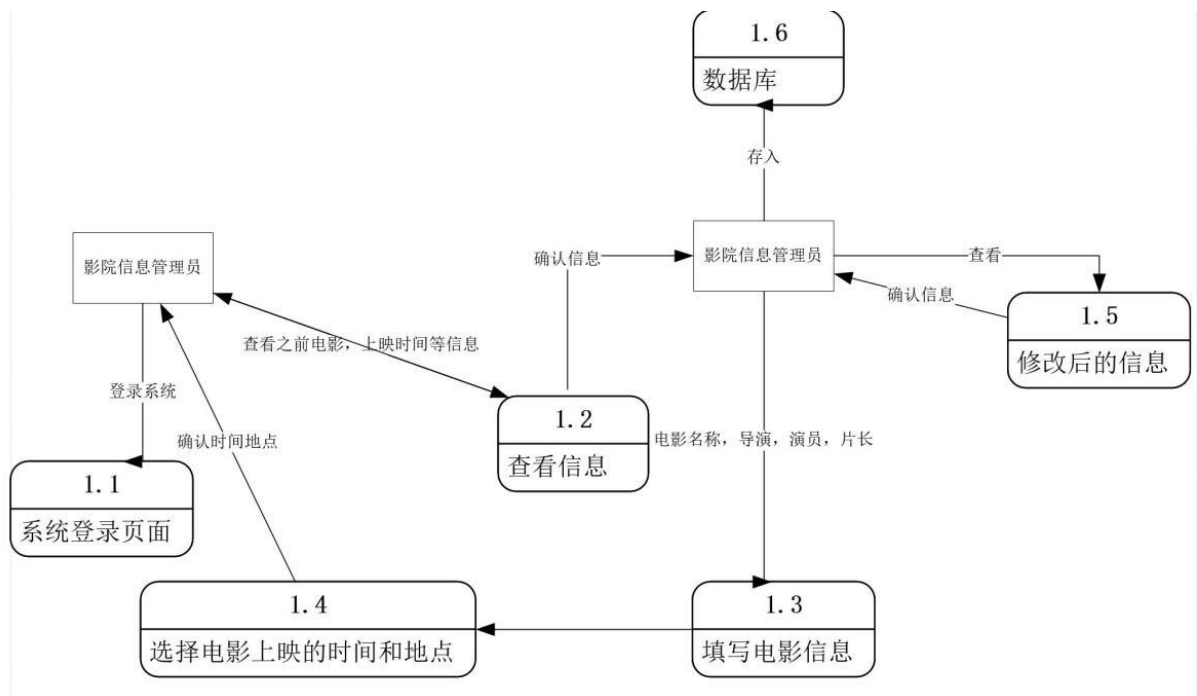 1.6
数据库
存入
影院信息管理员
影院信息管理员
确认信息
查看
确认信息
1.5
修改后的信息
查看之前电影，上映时间等信息
登录系统
1.2
查看信息
确认时间地点
电影名称，导演，演员，片长
1.1
系统登录页面
1.4
选择电影上映的时间和地点
1.3
填写电影信息